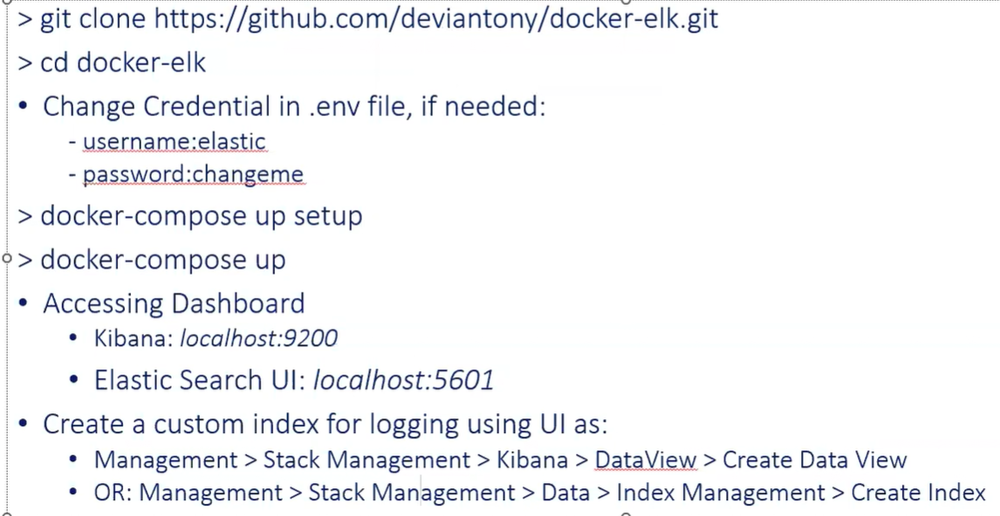 > git clone https://github.com/deviantony/docker-elk.git
> cd docker-elk
• Change Credential in .env file, if needed:
- username:elastic
- password:changeme
> docker-compose up setup
> docker-compose up
• Accessing Dashboard
• Kibana: localhost:9200
• Elastic Search UI: localhost:5601
• Create a custom index for logging using UI as:
• Management > Stack Management > Kibana > DataView > Create Data View
• OR: Management > Stack Management > Data > Index Management > Create Index